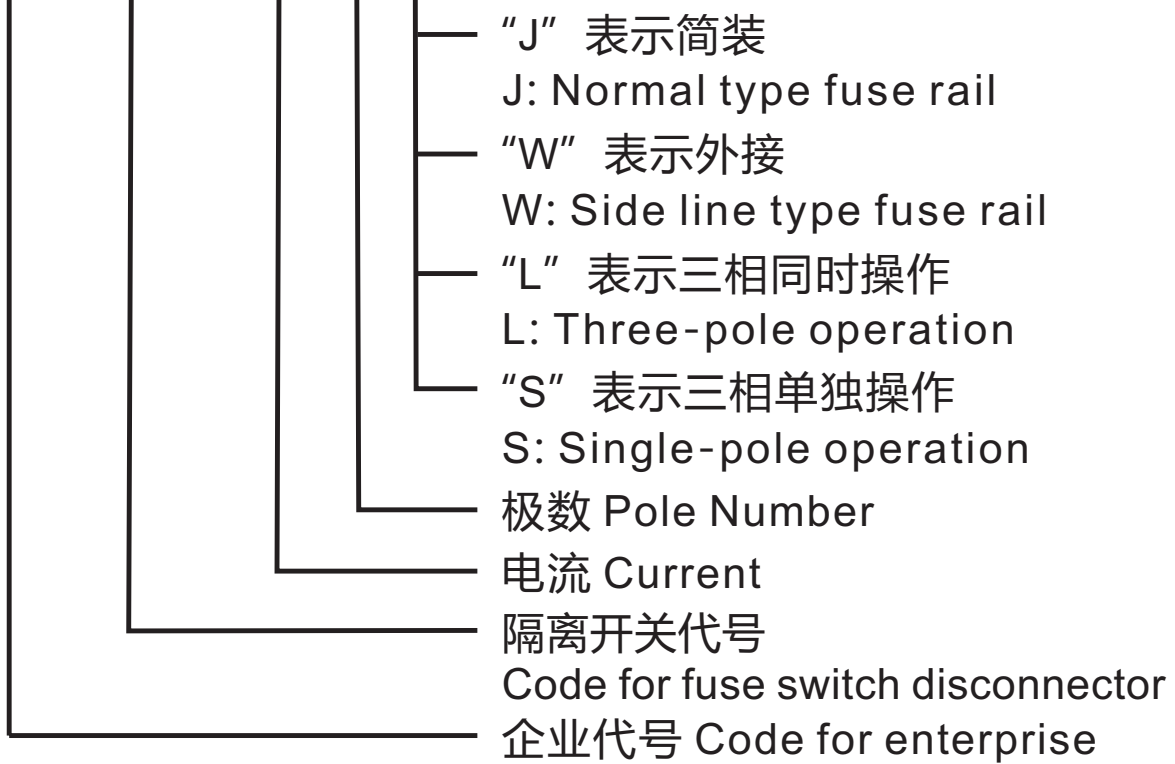 “J” 表示简装
J: Normal type fuse rail
“W” 表示外接
W: Side line type fuse rail
“L” 表示三相同时操作
L: Three-pole operation
“S” 表示三相单独操作
S: Single-pole operation
极数 Pole Number
电流 Current
隔离开关代号
Code for fuse switch disconnector
企业代号 Code for enterprise